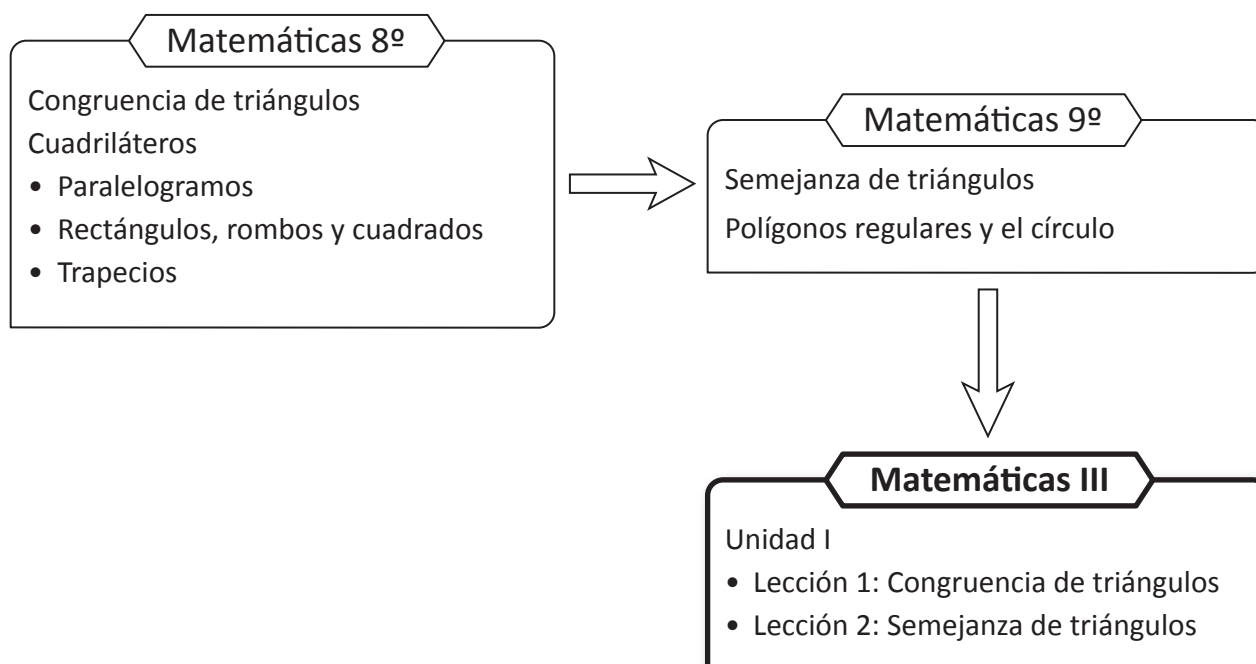 Matemáticas 8º
Congruencia de triángulos
Cuadriláteros
• Paralelogramos
• Rectángulos, rombos y cuadrados
• Trapecios
Matemáticas 9º
Semejanza de triángulos
Polígonos regulares y el círculo
Matemáticas III
Unidad I
• Lección 1: Congruencia de triángulos
• Lección 2: Semejanza de triángulos